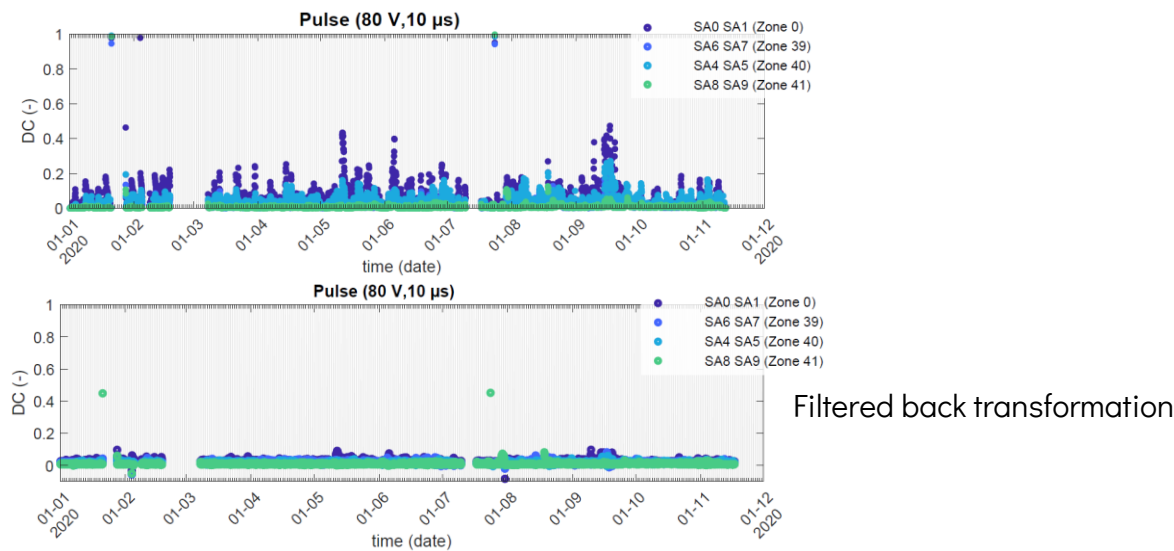 Pulse (80 V,10 µs)
SA0 SA1 (Zone 0)
SA6 SA7 (Zone 39)
SA4 SA5 (Zone 40)
SA8 SA9 (Zone 41)
1
0.8
0.6
0.4
0.2
0
DC (-)
01-01
2020
01-02
01-03
01-04
01-05
01-06
01-07
01-08
01-09
01-10
01-11
01-12
2020
time (date)
Pulse (80 V,10 µs)
SA0 SA1 (Zone 0)
SA6 SA7 (Zone 39)
SA4 SA5 (Zone 40)
SA8 SA9 (Zone 41)
1
0.8
0.6
0.4
0.2
0
DC (-)
01-01
2020
01-02
01-03
01-04
01-05
01-06
01-07
01-08
01-09
01-10
01-11
01-12
2020
time (date)
Filtered back transformation